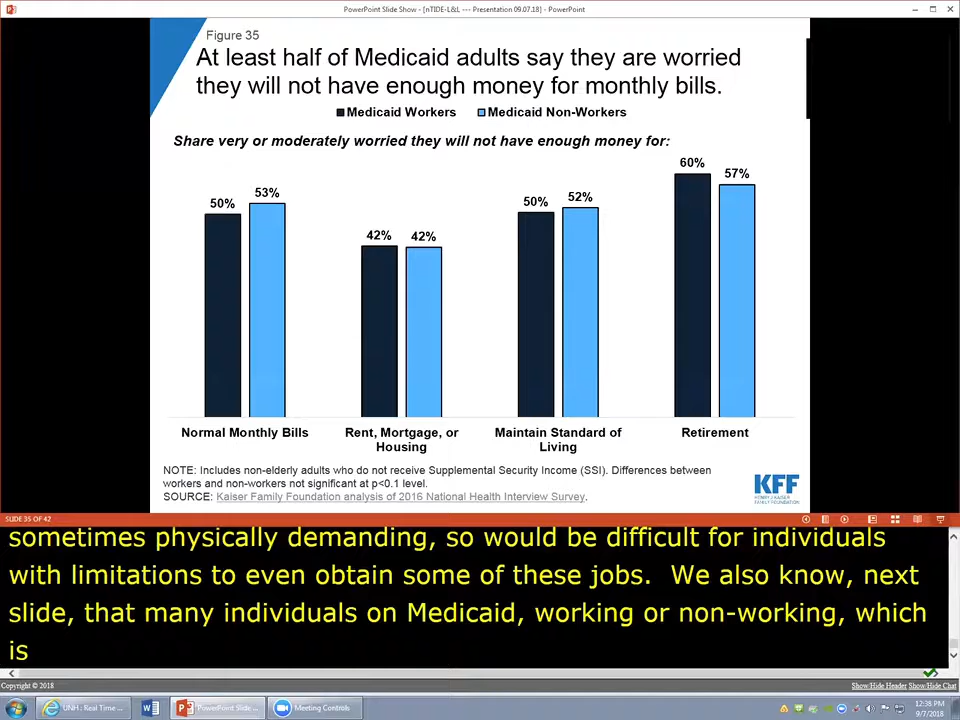 PowerPoint Slide Show - [nTIDE-L&L --- Presentation 09.07.18] - PowerPoint
Figure 35
At least half of Medicaid adults say they are worried
they will not have enough money for monthly bills.
Medicaid Workers Medicaid Non-Workers
Share very or moderately worried they will not have enough money for:
50% 53% 42% 42% 50% 52% 60% 57%
Normal Monthly Bills
Rent, Mortgage, or
Housing
Maintain Standard of
Living
Retirement
NOTE: Includes non-elderly adults who do not receive Supplemental Security Income (SSI). Differences between
workers and non-workers not significant at p<0.1 level.
SOURCE: Kaiser Family Foundation analysis of 2016 National Health Interview Survey.
KFF
HENRY J KAISER
FAMILY FOUNDATION
SLIDE 35 OF 42
sometimes physically demanding, so would be difficult for individuals
with limitations to even obtain some of these jobs.  We also know, next
slide, that many individuals on Medicaid, working or non-working, which
is
Copyright © 2018
Show/Hide Header Show/Hide Chat
UNH : Real Time ...
PowerPoint Slide ...
Meeting Controls
12:38 PM
9/7/2018